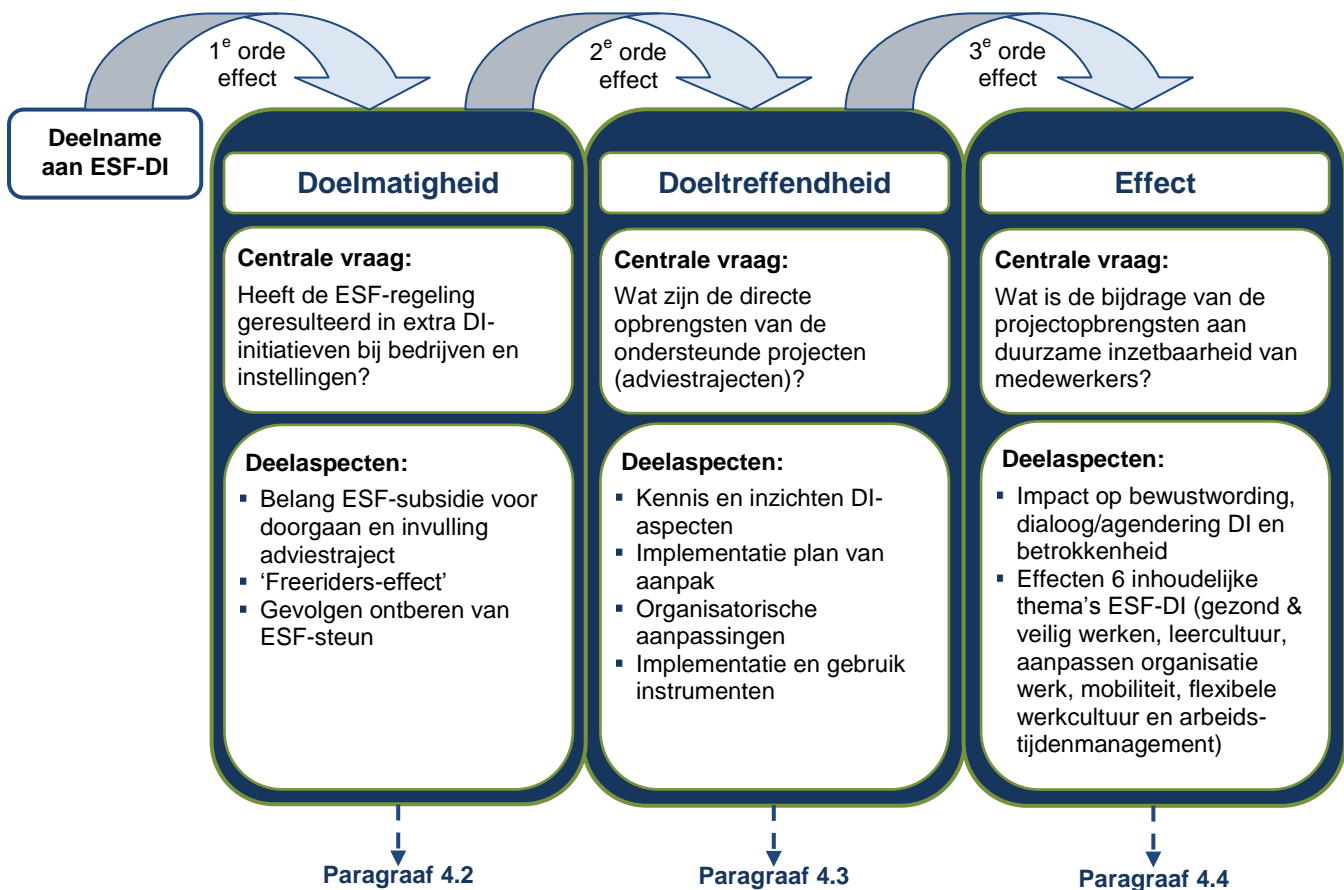 1e orde
effect
2e orde
effect
3e orde
effect
Deelname
aan ESF-DI
Doelmatigheid
Centrale vraag:
Heeft de ESF-regeling
geresulteerd in extra DI-
initiatieven bij bedrijven en
instellingen?
Deelaspecten:
▪ Belang ESF-subsidie voor
doorgaan en invulling
adviestraject
▪ ‘Freeriders-effect’
▪ Gevolgen ontberen van
ESF-steun
Paragraaf 4.2
Doeltreffendheid
Centrale vraag:
Wat zijn de directe
opbrengsten van de
ondersteunde projecten
(adviestrajecten)?
Deelaspecten:
▪ Kennis en inzichten DI-
aspecten
▪ Implementatie plan van
aanpak
▪ Organisatorische
aanpassingen
▪ Implementatie en gebruik
instrumenten
Paragraaf 4.3
Effect
Centrale vraag:
Wat is de bijdrage van de
projectopbrengsten aan
duurzame inzetbaarheid van
medewerkers?
Deelaspecten:
▪ Impact op bewustwording,
dialoog/agendering DI en
betrokkenheid
▪ Effecten 6 inhoudelijke
thema’s ESF-DI (gezond &
veilig werken, leercultuur,
aanpassen organisatie
werk, mobiliteit, flexibele
werkcultuur en arbeids-
tijdenmanagement)
Paragraaf 4.4